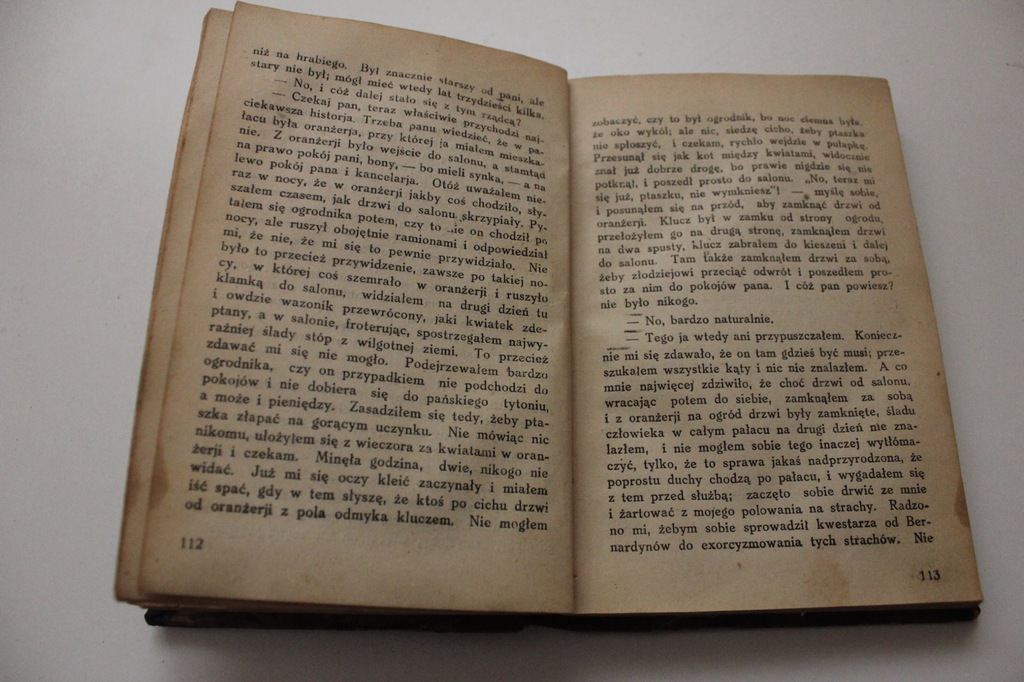 niż na hrabiego. Był znacznie starszy od pani, ale
stary nie był; mógł mieć wtedy lat trzydzieści kilka.
— No, i cóż dalej stało się z tym rządcą?
— Czekaj pan, teraz właściwie przychodzi naj-
ciekawsza historja. Trzeba panu wiedzieć, że w pa-
łacu była oranżerja, przy której ja miałem mieszka-
nie. Z oranżerji było wejście do salonu, a stamtąd
na prawo pokój pani, bony, — bo mieli synka, — a na
lewo pokój pana i kancelarja. Otóż uważałem nie-
raz w nocy, że w oranżerji jakby coś chodziło, sły-
szałem czasem, jak drzwi do salonu skrzypiały. Py-
tałem się ogrodnika potem, czy to nie on chodził po
nocy, ale ruszył obojętnie ramionami i odpowiedział
mi, że nie, że mi się to pewnie przywidziało. Nie
było to przecież przywidzenie, zawsze po takiej no-
cy, w której coś szemrało w oranżerji i ruszyło
klamką do salonu, widziałem na drugi dzień tu
i owdzie wazonik przewrócony, jaki kwiatek zde-
ptany, a w salonie, froterując, spostrzegałem najwy-
raźniej ślady stóp z wilgotnej ziemi. To przecież
zdawać mi się nie mogło. Podejrzewałem bardzo
ogrodnika, czy on przypadkiem nie podchodzi do
pokojów i nie dobiera się do pańskiego tytoniu,
a może i pieniędzy. Zasadziłem się tedy, żeby pta-
szka złapać na gorącym uczynku. Nie mówiąc nic
nikomu, ułożyłem się z wieczora za kwiatami w oran-
żerji i czekam. Minęła godzina, dwie, nikogo nie
widać. Już mi się oczy kleić zaczynały i miałem
iść spać, gdy w tem słyszę, że ktoś po cichu drzwi
od oranżerji z pola odmyka kluczem. Nie mogłem
112
zobaczyć, czy to był ogrodnik, bo noc ciemna była,
że oko wykól; ale nic, siedzę cicho, żeby ptaszka
nie spłoszyć, i czekam, rychło wejdzie w pułapkę.
Przesunął się jak kot między kwiatami, widocznie
znał już dobrze drogę, bo prawie nigdzie się nie
potknął, i poszedł prosto do salonu. „No, teraz mi
się już, ptaszku, nie wymkniesz"! — myślę sobie,
i posunąłem się na przód, aby zamknąć drzwi od
oranżerji. Klucz był w zamku od strony ogrodu,
przełożyłem go na drugą stronę, zamknąłem drzwi
na dwa spusty, klucz zabrałem do kieszeni i dalej
do salonu. Tam także zamknąłem drzwi za sobą,
żeby złodziejowi przeciąć odwrót i poszedłem pro-
sto za nim do pokojów pana. I cóż pan powiesz?
nie było nikogo.
— No, bardzo naturalnie.
— Tego ja wtedy ani przypuszczałem. Koniecz-
nie mi się zdawało, że on tam gdzieś być musi; prze-
szukałem wszystkie kąty i nic nie znalazłem. A co
mnie najwięcej zdziwiło, że choć drzwi od salonu,
wracając potem do siebie, zamknąłem za sobą
i z oranżerji na ogród drzwi były zamknięte, śladu
człowieka w całym pałacu na drugi dzień nie zna-
lazłem, i nie mogłem sobie tego inaczej wytłóma-
czyć, tylko, że to sprawa jakaś nadprzyrodzona, że
poprostu duchy chodzą po pałacu, i wygadałem się
z tem przed służbą; zaczęto sobie drwić ze mnie
i żartować z mojego polowania na strachy. Radzo-
no mi, żebym sobie sprowadził kwestarza od Ber-
nardynów do exorcyzmowania tych strachów. Nie
113